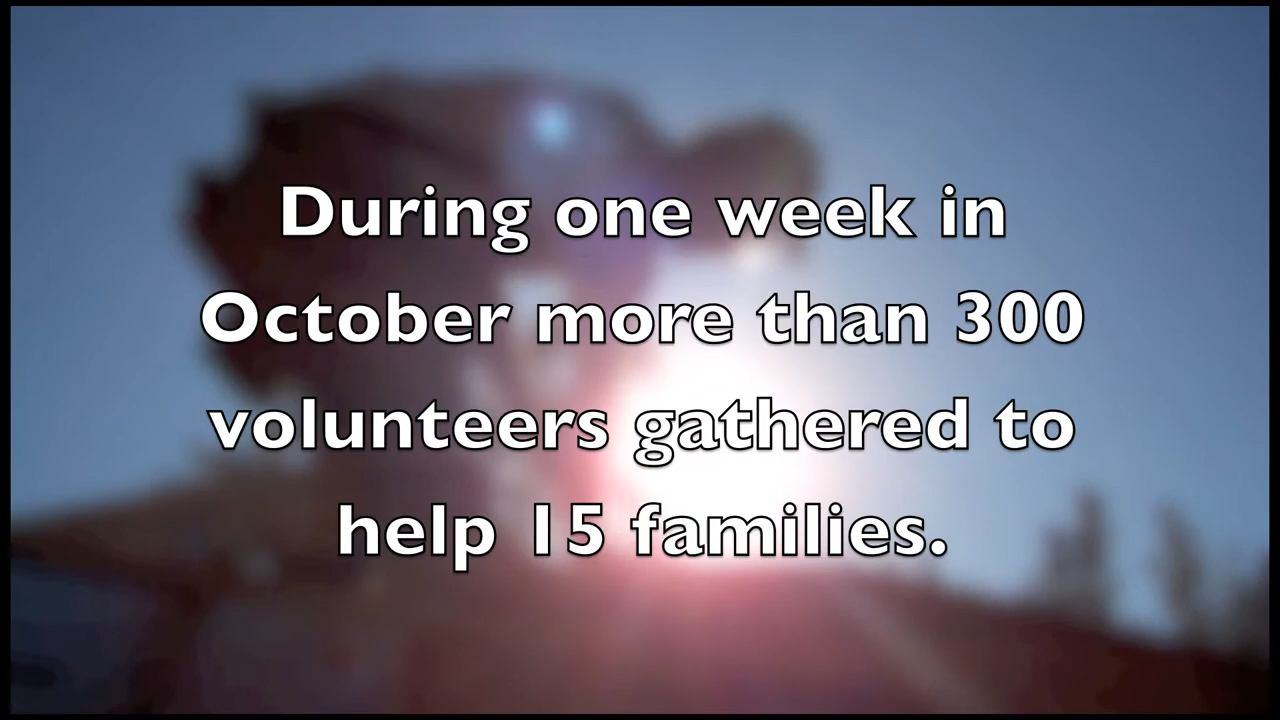 During one week in
October more than 300
volunteers gathered to
help 15 families.